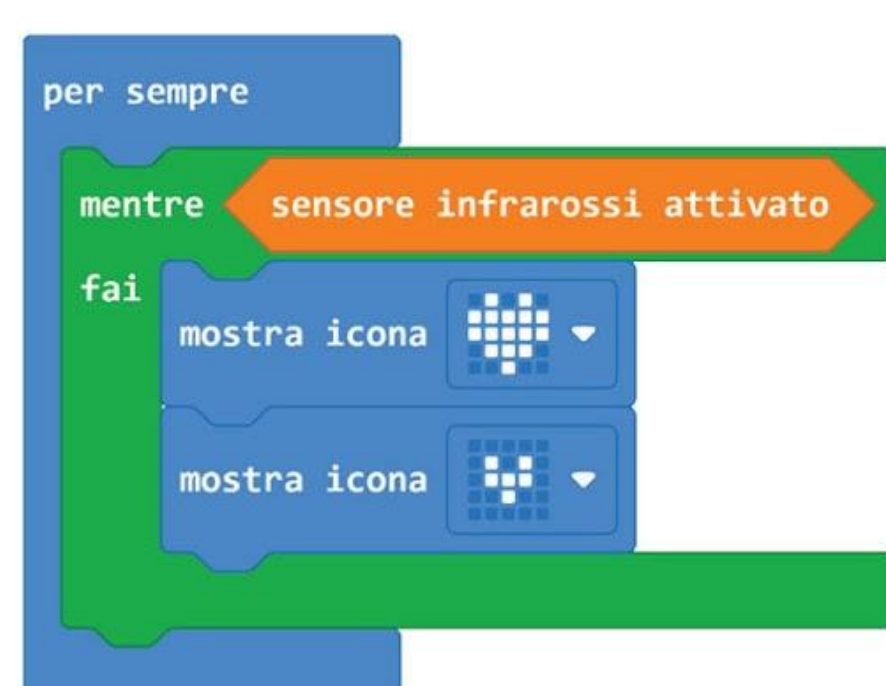 per sempre
mentre sensore infrarossi attivato
fai
mostra icona
mostra icona